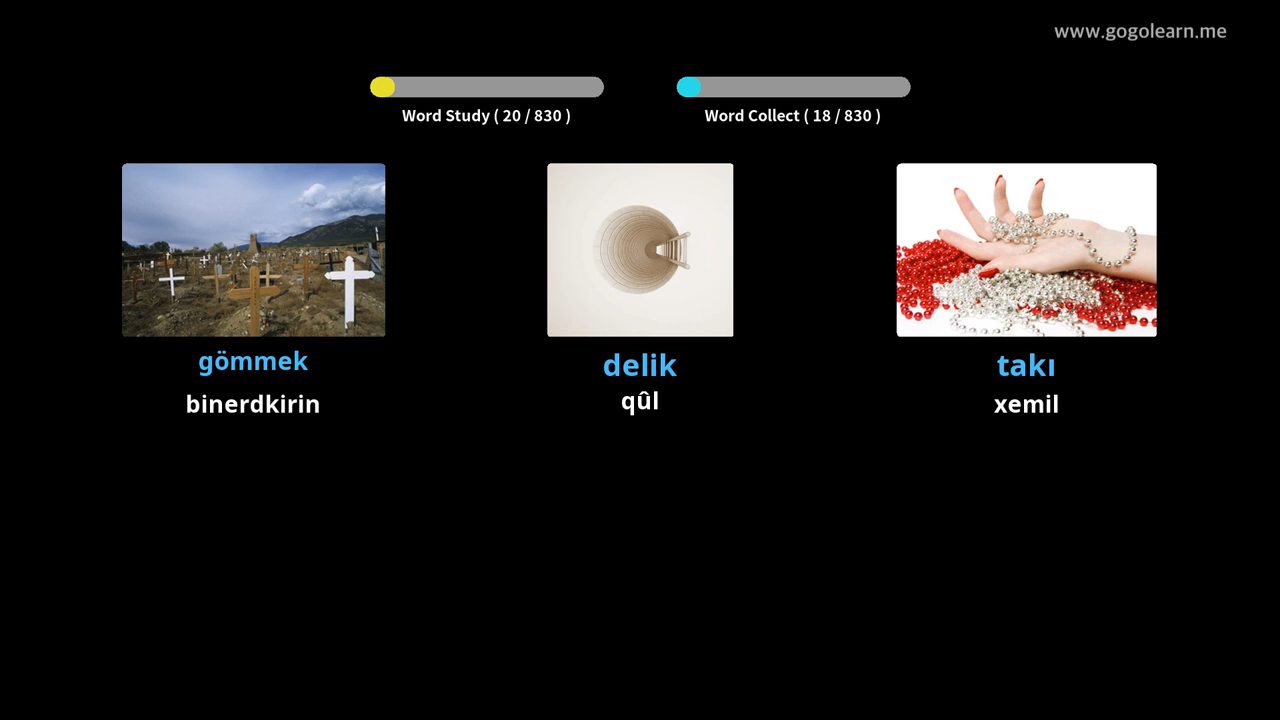 www.gogolearn.me
Word Study ( 20 / 830 )
Word Collect ( 18 / 830 )
gömmek
binerdkirin
delik
qûl
takı
xemil